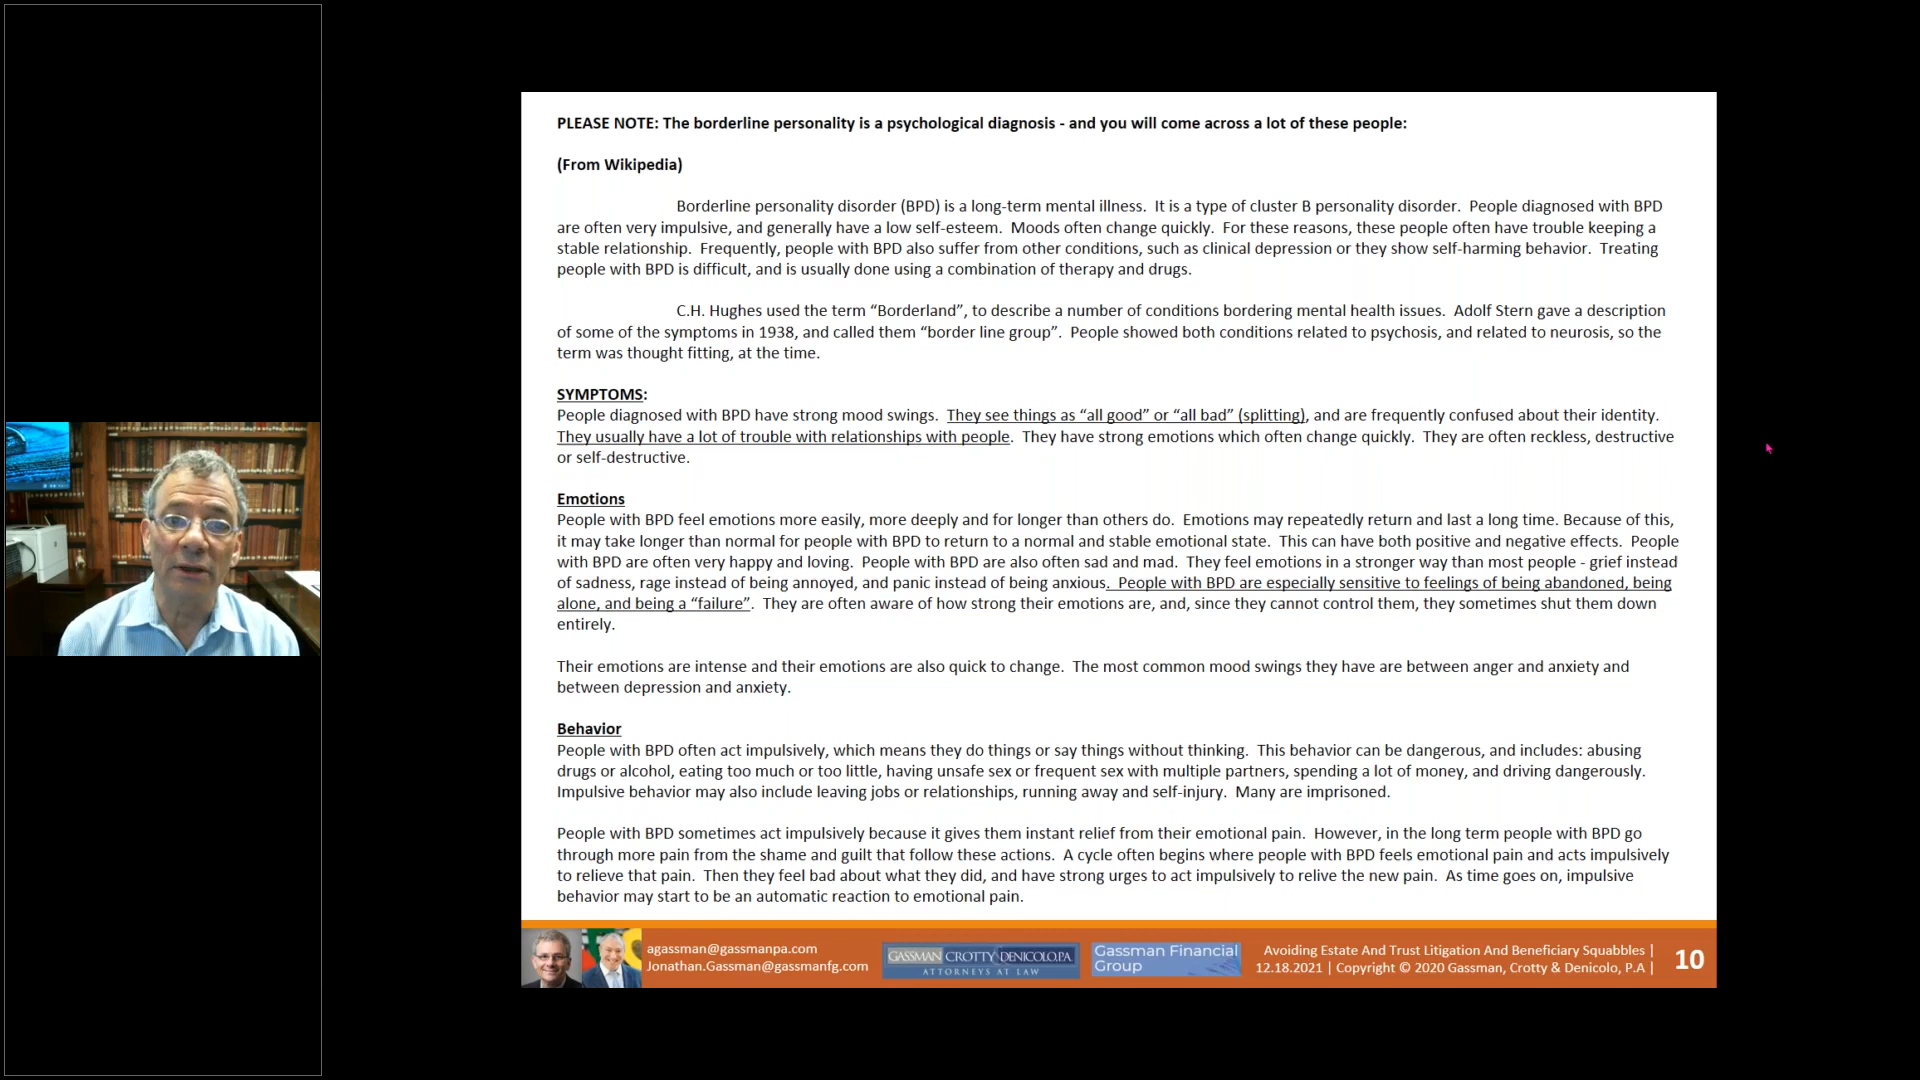 PLEASE NOTE: The borderline personality is a psychological diagnosis - and you will come across a lot of these people:
(From Wikipedia)
Borderline personality disorder (BPD) is a long-term mental illness. It is a type of cluster B personality disorder. People diagnosed with BPD
are often very impulsive, and generally have a low self-esteem. Moods often change quickly. For these reasons, these people often have trouble keeping a
stable relationship. Frequently, people with BPD also suffer from other conditions, such as clinical depression or they show self-harming behavior. Treating
people with BPD is difficult, and is usually done using a combination of therapy and drugs.
C.H. Hughes used the term “Borderland”, to describe a number of conditions bordering mental health issues. Adolf Stern gave a description
of some of the symptoms in 1938, and called them “border line group”. People showed both conditions related to psychosis, and related to neurosis, so the
term was thought fitting, at the time.
SYMPTOMS:
People diagnosed with BPD have strong mood swings. They see things as “all good” or “all bad” (splitting), and are frequently confused about their identity.
They usually have a lot of trouble with relationships with people. They have strong emotions which often change quickly. They are often reckless, destructive
or self-destructive.
Emotions
People with BPD feel emotions more easily, more deeply and for longer than others do. Emotions may repeatedly return and last a long time. Because of this,
it may take longer than normal for people with BPD to return to a normal and stable emotional state. This can have both positive and negative effects. People
with BPD are often very happy and loving. People with BPD are also often sad and mad. They feel emotions in a stronger way than most people - grief instead
of sadness, rage instead of being annoyed, and panic instead of being anxious. People with BPD are especially sensitive to feelings of being abandoned, being
alone, and being a “failure”. They are often aware of how strong their emotions are, and, since they cannot control them, they sometimes shut them down
entirely.
Their emotions are intense and their emotions are also quick to change. The most common mood swings they have are between anger and anxiety and
between depression and anxiety.
Behavior
People with BPD often act impulsively, which means they do things or say things without thinking. This behavior can be dangerous, and includes: abusing
drugs or alcohol, eating too much or too little, having unsafe sex or frequent sex with multiple partners, spending a lot of money, and driving dangerously.
Impulsive behavior may also include leaving jobs or relationships, running away and self-injury. Many are imprisoned.
People with BPD sometimes act impulsively because it gives them instant relief from their emotional pain. However, in the long term people with BPD go
through more pain from the shame and guilt that follow these actions. A cycle often begins where people with BPD feels emotional pain and acts impulsively
to relieve that pain. Then they feel bad about what they did, and have strong urges to act impulsively to relive the new pain. As time goes on, impulsive
behavior may start to be an automatic reaction to emotional pain.
agassman@gassmanpa.com
Jonathan.Gassman@gassmanfg.com
GASSMAN CROTTY DENICOLO, P.A
ATTORNEYS AT LAW
Gassman Financial
Group
Avoiding Estate And Trust Litigation And Beneficiary Squabbles |
12.18.2021 | Copyright © 2020 Gassman, Crotty & Denicolo, P.A |
10